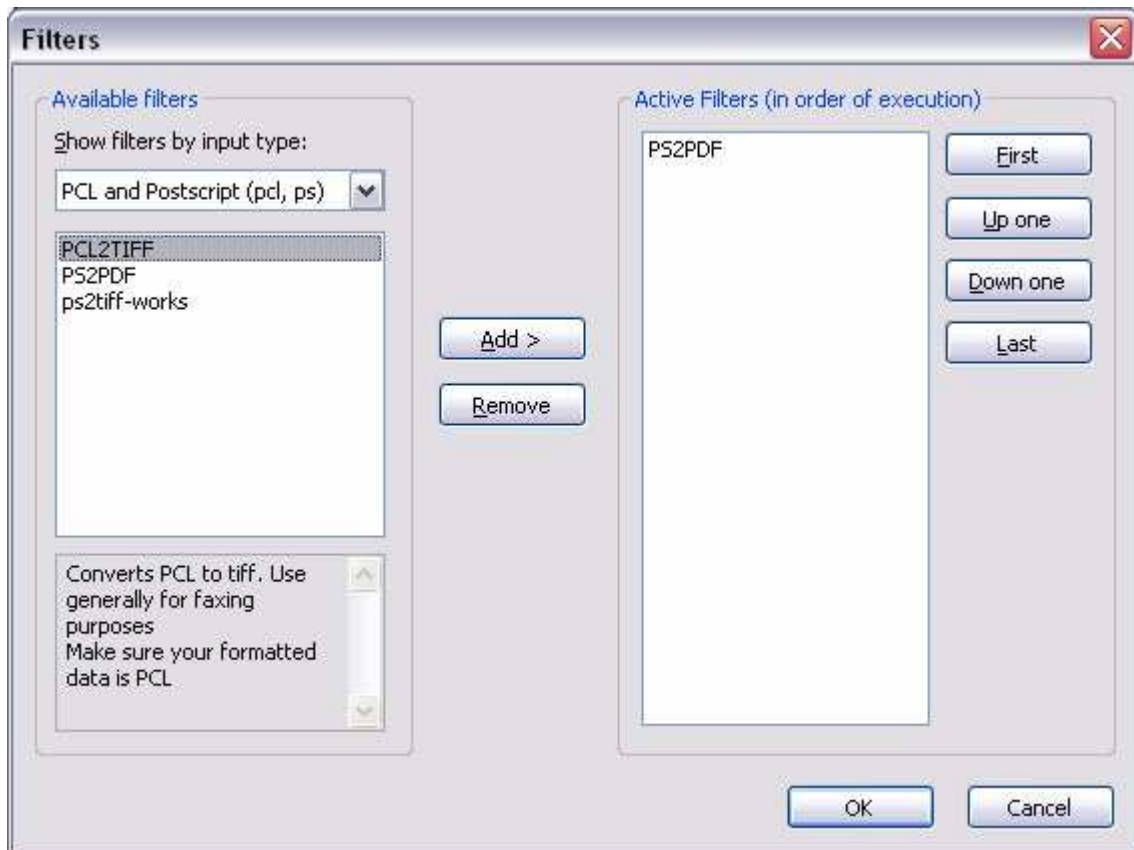 Filters
Available filters
Show filters by input type:
PCL and Postscript (pcl, ps)
PCL2TIFF
PS2PDF
ps2tiff-works
Converts PCL to tiff. Use
generally for faxing
purposes
Make sure your formatted
data is PCL
Add >
Remove
Active Filters (in order of execution)
PS2PDF
First
Up one
Down one
Last
OK
Cancel